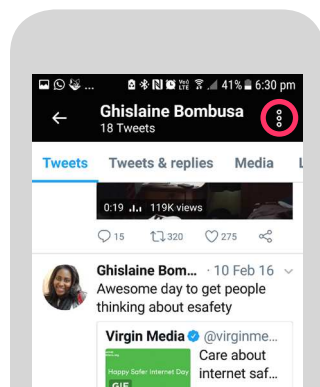 ... Vo) LTE 41% 6:30 pm
Ghislaine Bombusa
18 Tweets
Tweets Tweets & replies Media L
0:19 119K views
15 320 275
Ghislaine Bom... · 10 Feb 16
Awesome day to get people
thinking about esafety
Virgin Media @virginme...
Happy Safer Internet Day
GIF
Care about
internet saf...